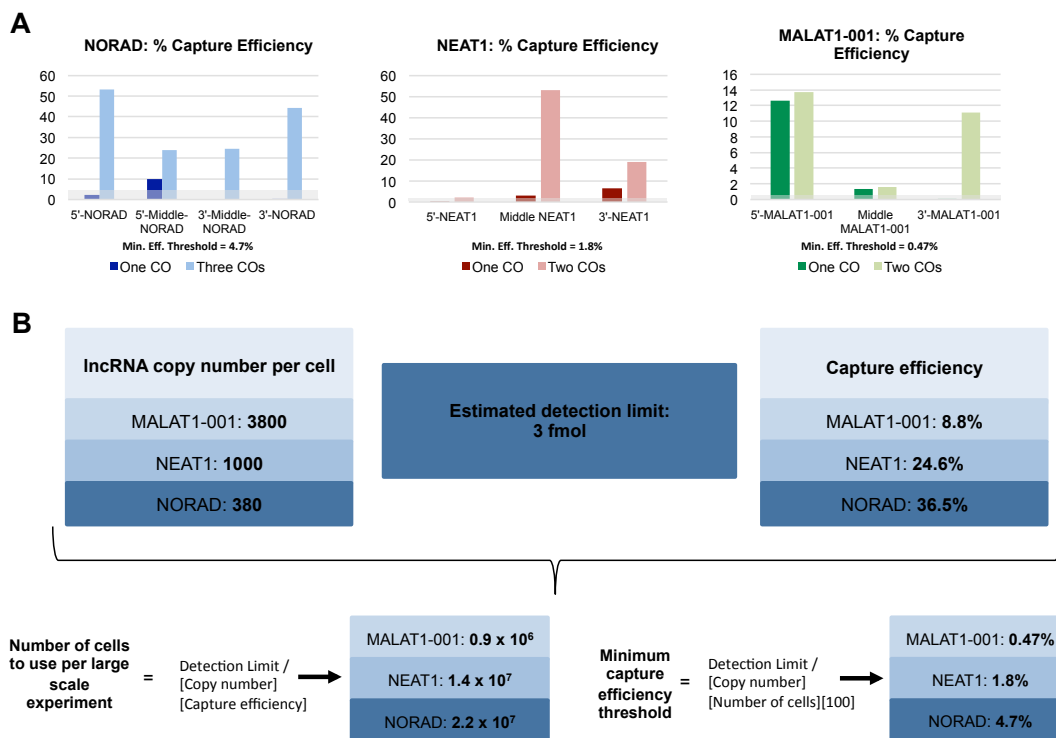 A
NORAD: % Capture Efficiency
60
50
40
30
20
10
0
5'-NORAD
5'-Middle-
NORAD
3'-Middle-
NORAD
3'-NORAD
Min. Eff. Threshold = 4.7%
One CO
Three COs
NEAT1: % Capture Efficiency
60
50
40
30
20
10
0
5'-NEAT1
Middle NEAT1
3'-NEAT1
Min. Eff. Threshold = 1.8%
One CO
Two COs
MALAT1-001: % Capture
Efficiency
16
14
12
10
8
6
4
2
0
5'-MALAT1-001
Middle
MALAT1-001
3'-MALAT1-001
Min. Eff. Threshold = 0.47%
One CO
Two COs
B
lncRNA copy number per cell
MALAT1-001: 3800
NEAT1: 1000
NORAD: 380
Estimated detection limit:
3 fmol
Capture efficiency
MALAT1-001: 8.8%
NEAT1: 24.6%
NORAD: 36.5%
Number of cells
to use per large
scale
experiment
=
Detection Limit /
[Copy number]
[Capture efficiency]
MALAT1-001: 0.9 x 10⁶
NEAT1: 1.4 x 10⁷
NORAD: 2.2 x 10⁷
Minimum
capture
efficiency
threshold
=
Detection Limit /
[Copy number]
[Number of cells][100]
MALAT1-001: 0.47%
NEAT1: 1.8%
NORAD: 4.7%